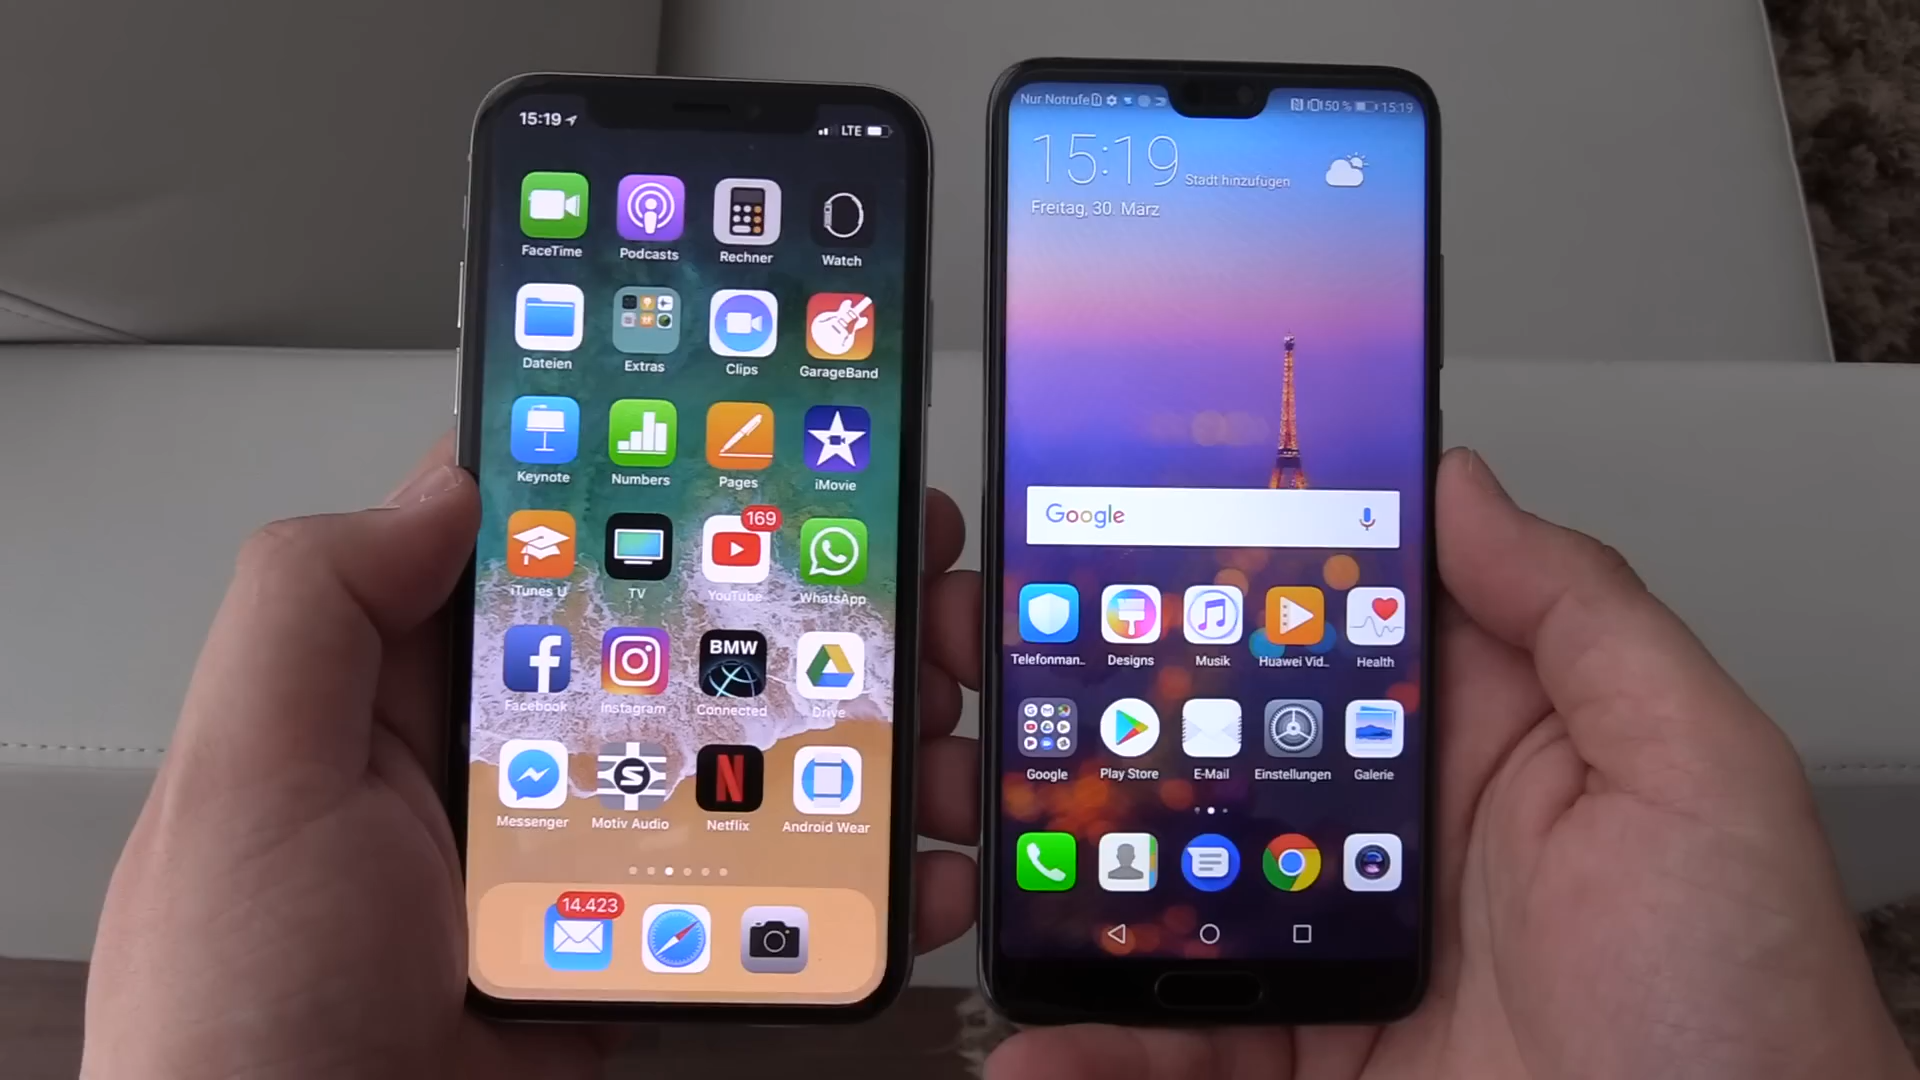 15:19
LTE
FaceTime
Podcasts
Rechner
Watch
Dateien
Extras
Clips
GarageBand
Keynote
Numbers
Pages
iMovie
169
iTunes U
TV
YouTube
WhatsApp
BMW
Facebook
Instagram
Connected
Drive
S
N
Messenger
Motiv Audio
Netflix
Android Wear
14.423
Nur Notrufe
50 % 15:19
15:19
Stadt hinzufügen
Freitag, 30. März
Google
Telefonman..
Designs
Musik
Huawei Vid..
Health
Google
Play Store
E-Mail
Einstellungen
Galerie